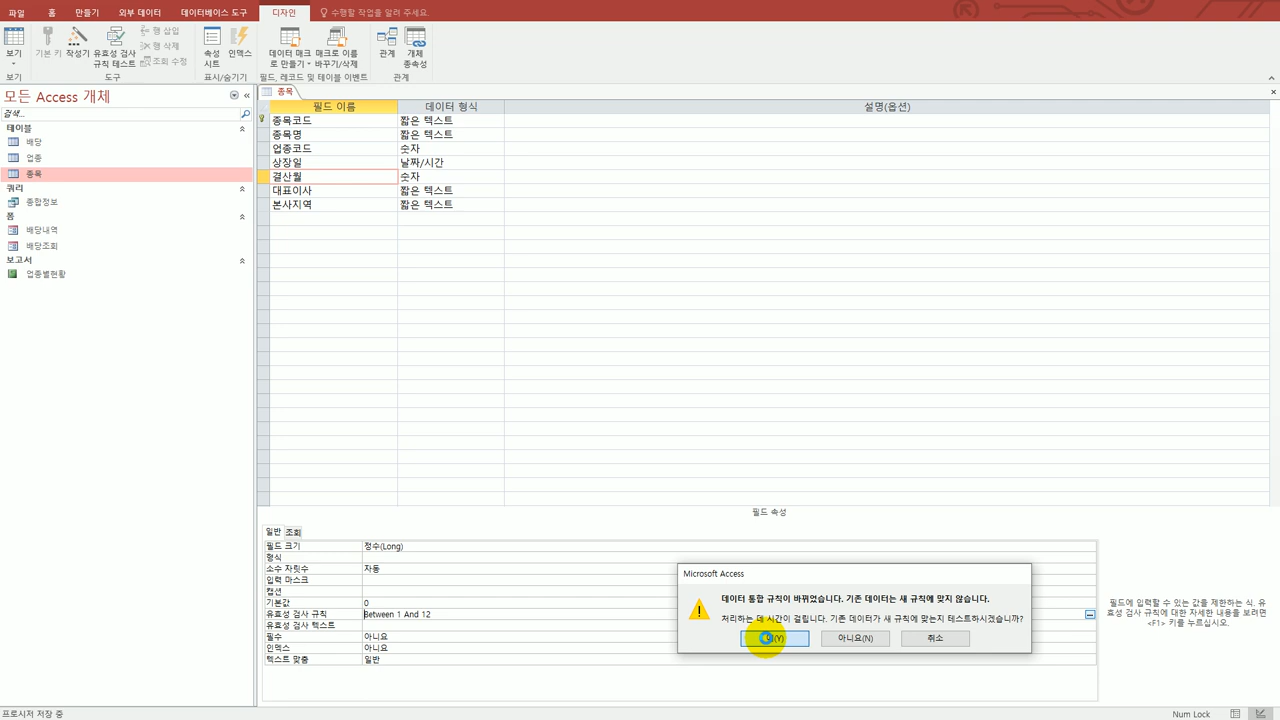 파일 홈 만들기 외부 데이터 데이터베이스 도구 디자인 수행할 작업을 알려 주세요.
보기 기본 키 작성기 유효성 검사 규칙 테스트 행 삽입 행 삭제 조회 수정 속성 시트 인덱스 데이터 매크로 만들기 매크로 이름 바꾸기/삭제 관계 개체 종속성
보기 도구 표시/숨기기 필드, 레코드 및 테이블 이벤트 관계
모든 Access 개체
검색...
테이블
배당
업종
종목
쿼리
종합정보
폼
배당내역
배당조회
보고서
업종별현황
종목
필드 이름 데이터 형식 설명(옵션)
종목코드 짧은 텍스트
종목명 짧은 텍스트
업종코드 숫자
상장일 날짜/시간
결산월 숫자
대표이사 짧은 텍스트
본사지역 짧은 텍스트
필드 속성
일반 조회
필드 크기 정수(Long)
형식
소수 자릿수 자동
입력 마스크
캡션
기본값 0
유효성 검사 규칙 Between 1 And 12
유효성 검사 텍스트
필수 아니요
인덱스 아니요
텍스트 맞춤 일반
Microsoft Access
데이터 통합 규칙이 바뀌었습니다. 기존 데이터는 새 규칙에 맞지 않습니다.
처리하는 데 시간이 걸립니다. 기존 데이터가 새 규칙에 맞는지 테스트하시겠습니까?
(Y) 아니요(N) 취소
필드에 입력할 수 있는 값을 제한하는 식. 유
효성 검사에 대한 자세한 내용을 보려면
<F1> 키를 누르십시오.
프로시저 저장 중 Num Lock